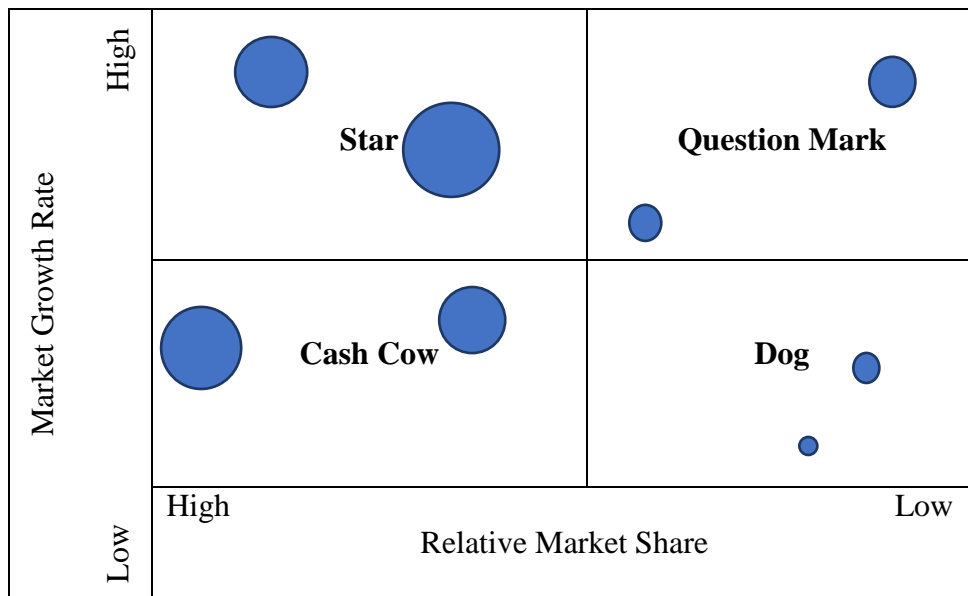 High
Star
Question Mark
Market Growth Rate
Cash Cow
Dog
High
Low
Low
Relative Market Share